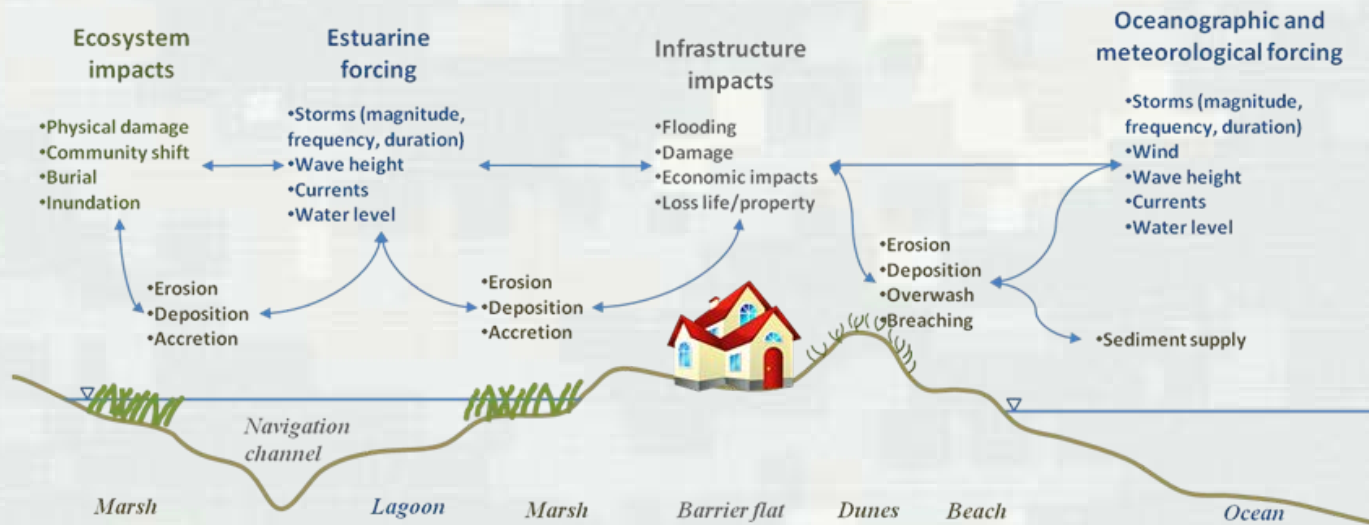 Ecosystem
impacts
•Physical damage
•Community shift
•Burial
•Inundation
Estuarine
forcing
•Storms (magnitude,
frequency, duration)
•Wave height
•Currents
•Water level
Infrastructure
impacts
•Flooding
•Damage
•Economic impacts
•Loss life/property
Oceanographic and
meteorological forcing
•Storms (magnitude,
frequency, duration)
•Wind
•Wave height
•Currents
•Water level
•Erosion
•Deposition
•Accretion
•Erosion
•Deposition
•Accretion
•Erosion
•Deposition
•Overwash
•Breaching
•Sediment supply
Navigation
channel
Marsh
Lagoon
Marsh
Barrier flat
Dunes
Beach
Ocean